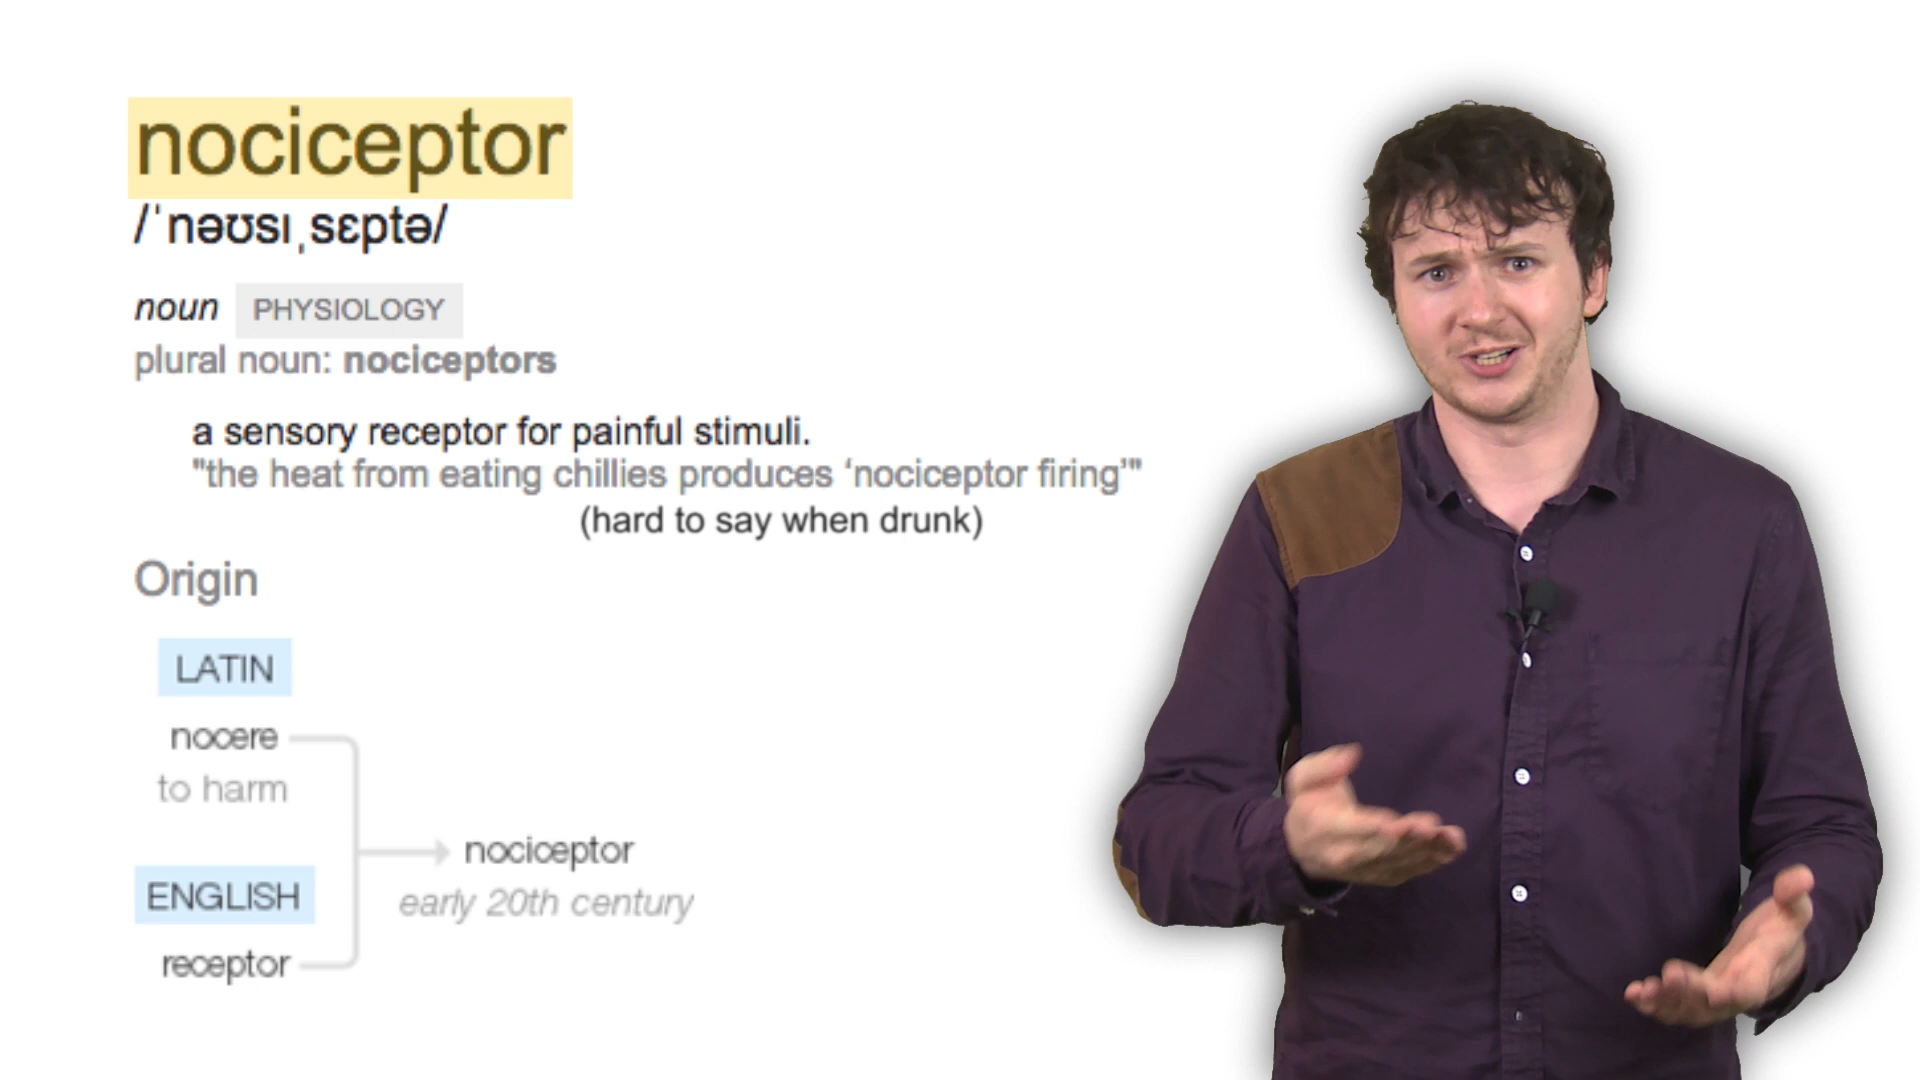 nociceptor
/ˈnəʊsɪˌsɛptə/
noun PHYSIOLOGY
plural noun: nociceptors
a sensory receptor for painful stimuli.
"the heat from eating chillies produces ‘nociceptor firing’"
(hard to say when drunk)
Origin
LATIN
nocere
to harm
ENGLISH
receptor
nociceptor
early 20th century